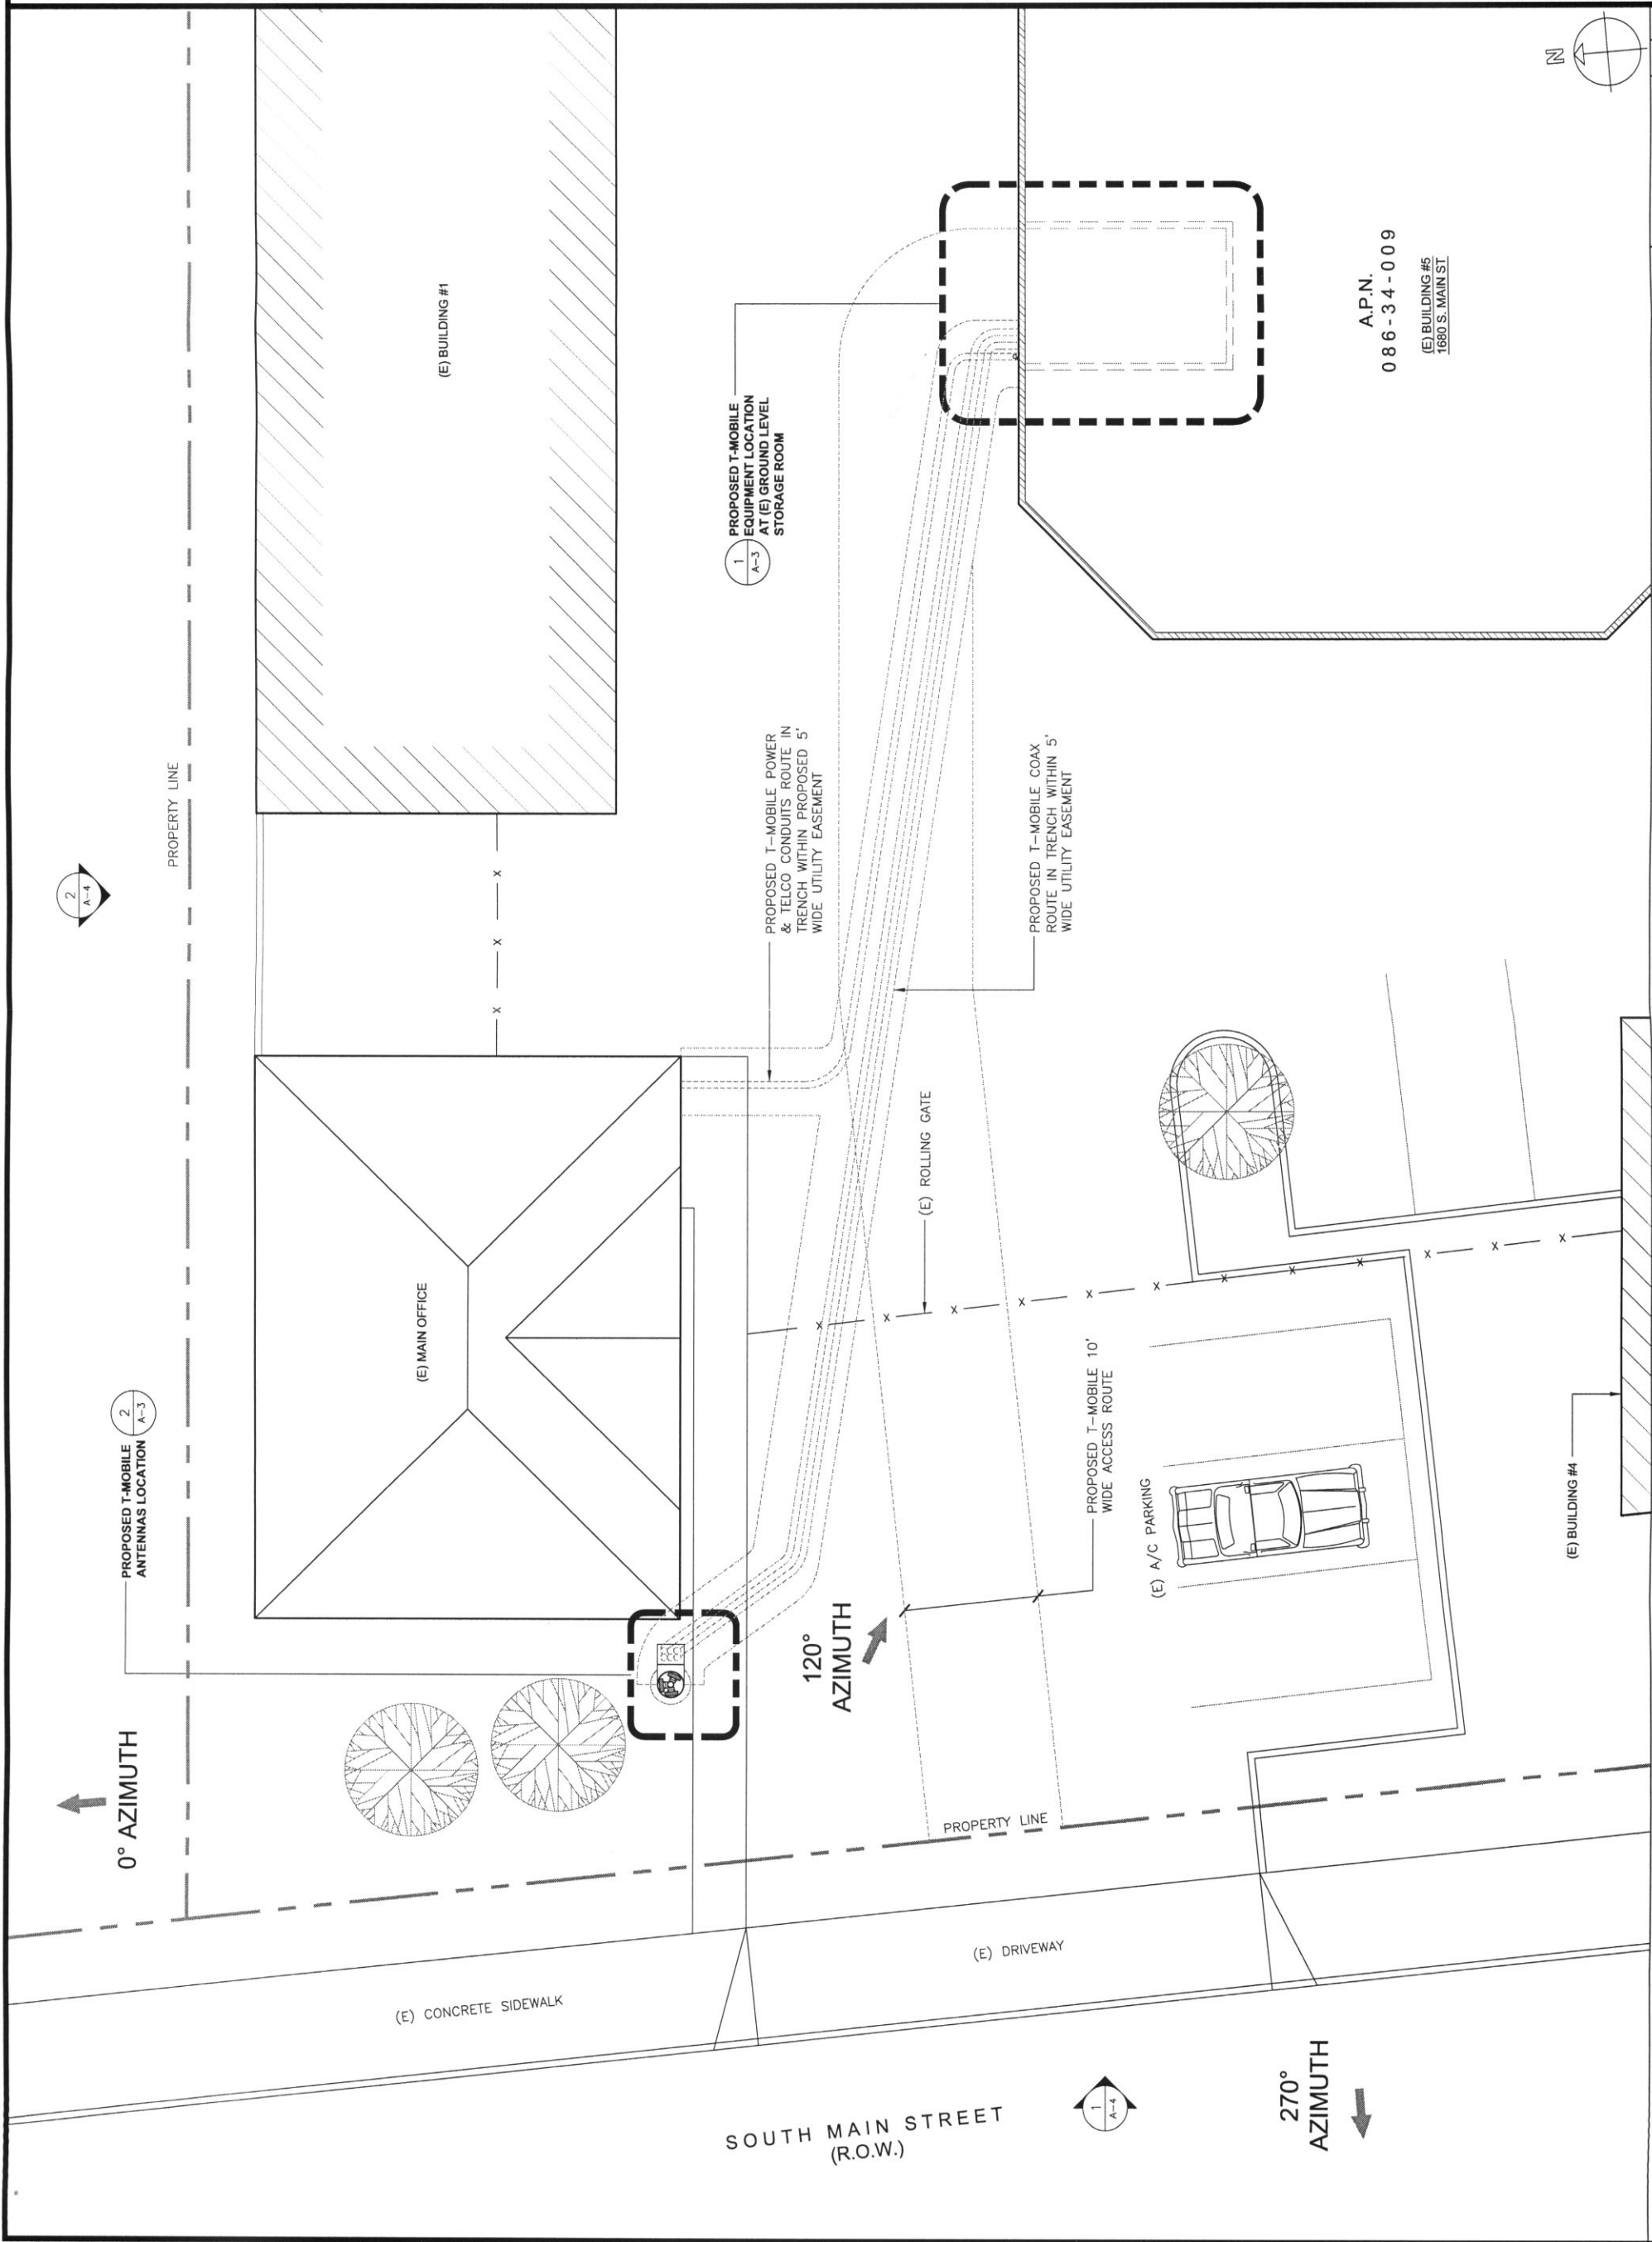 2
A-4
PROPERTY LINE
(E) BUILDING #1
N
0° AZIMUTH
PROPOSED T-MOBILE
ANTENNAS LOCATION
2
A-3
(E) MAIN OFFICE
1
A-3
PROPOSED T-MOBILE
EQUIPMENT LOCATION
AT (E) GROUND LEVEL
STORAGE ROOM
PROPOSED T-MOBILE POWER
& TELCO CONDUITS ROUTE IN
TRENCH WITHIN PROPOSED 5'
WIDE UTILITY EASEMENT
PROPOSED T-MOBILE COAX
ROUTE IN TRENCH WITHIN 5'
WIDE UTILITY EASEMENT
A.P.N.
086-34-009
(E) BUILDING #5
1680 S. MAIN ST
X
X
X
(E) ROLLING GATE
X
X
X
X
X
X
X
X
X
X
X
X
120°
AZIMUTH
PROPOSED T-MOBILE 10'
WIDE ACCESS ROUTE
(E) A/C PARKING
(E) BUILDING #4
PROPERTY LINE
(E) CONCRETE SIDEWALK
(E) DRIVEWAY
SOUTH MAIN STREET
(R.O.W.)
1
A-4
270°
AZIMUTH